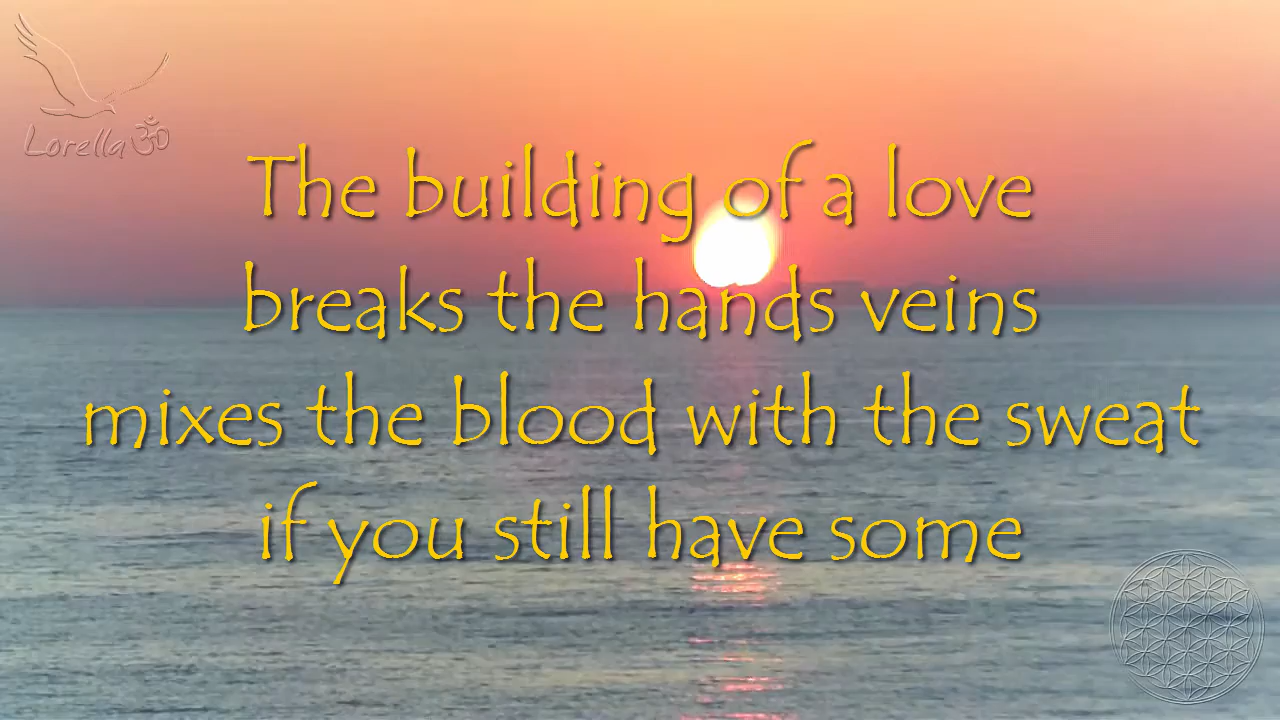 Lorella ॐ
The building of a love
breaks the hands veins
mixes the blood with the sweat
if you still have some